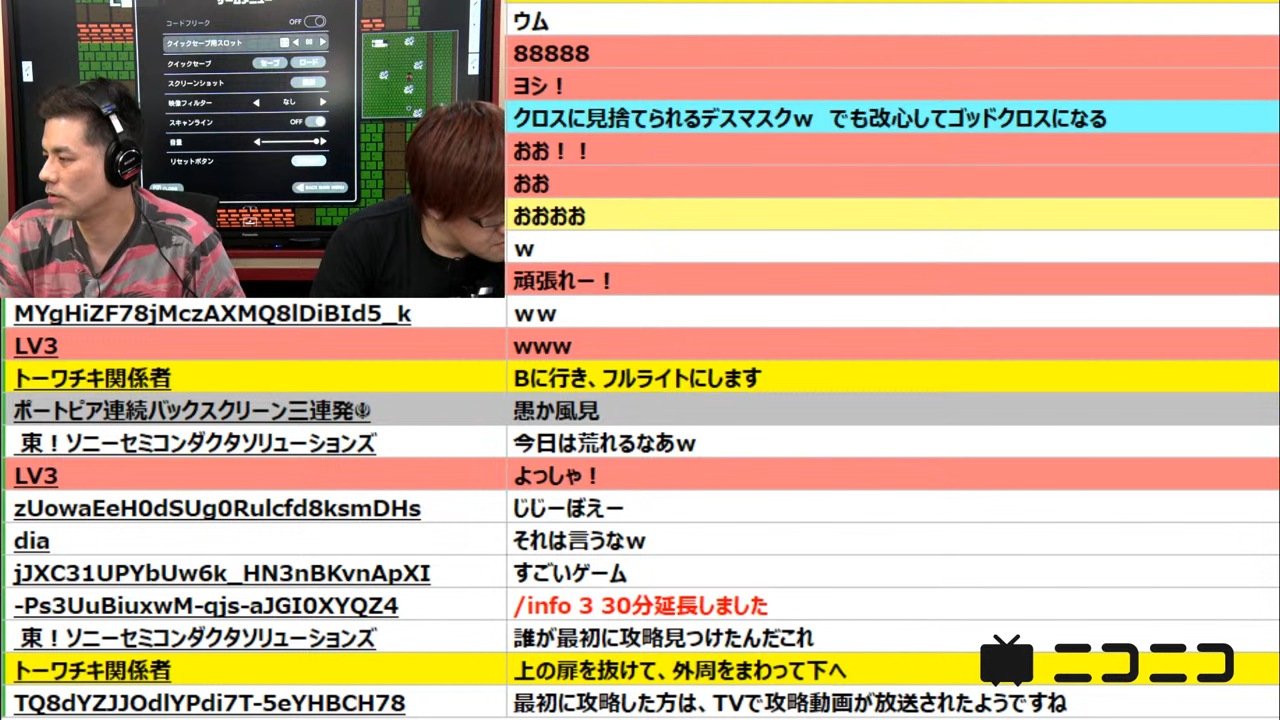 ゲームメニュー
コードフリーク OFF
クイックセーブ用スロット
クイックセーブ セーブ ロード
スクリーンショット
映像フィルター なし
スキャンライン OFF
音量
リセットボタン
BACK MAIN MENU
ウム
88888
ヨシ！
クロスに見捨てられるデスマスクｗ　でも改心してゴッドクロスになる
おお！！
おお
おおおお
w
頑張れー！
MYgHiZF78jMczAXMQ8lDiBId5_k ｗｗ
LV3 www
トーワチキ関係者 Bに行き、フルライトにします
ポートピア連続バックスクリーン三連発☬ 愚か風見
東！ソニーセミコンダクタソリューションズ 今日は荒れるなあｗ
LV3 よっしゃ！
zUowaEeH0dSUg0Rulcfd8ksmDHs じじーぼえー
dia それは言うなｗ
jJXC31UPYbUw6k_HN3nBKvnApXI すごいゲーム
-Ps3UuBiuxwM-qjs-aJGI0XYQZ4 /info 3 30分延長しました
東！ソニーセミコンダクタソリューションズ 誰が最初に攻略見つけたんだこれ
トーワチキ関係者 上の扉を抜けて、外周をまわって下へ
ニコニコ
TQ8dYZJJOdlYPdi7T-5eYHBCH78 最初に攻略した方は、TVで攻略動画が放送されたようですね